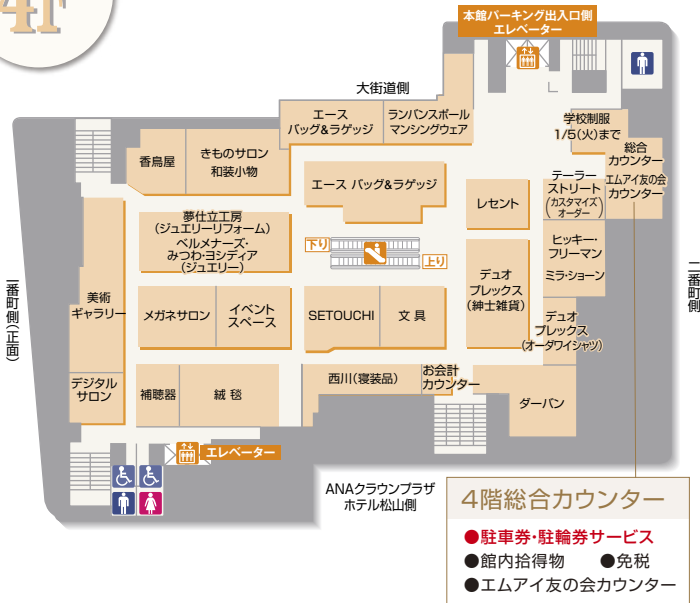 4F
本館パーキング出入口側
エレベーター
大街道側
エース
バッグ&ラゲッジ
ランバンスポール
マンシングウェア
学校制服
1/5(火)まで
総合
カウンター
エムアイ友の会
カウンター
香鳥屋
きものサロン
和装小物
エース バッグ&ラゲッジ
レセント
テーラー
ストリート
(カスタマイズ
オーダー)
夢仕立工房
(ジュエリーリフォーム)
ベルメナーズ・
みつわ・ヨシディア
(ジュエリー)
下り
上り
ヒッキー・
フリーマン
ミラ・ショーン
デュオ
プレックス
(紳士雑貨)
一番町側(正面)
二番町側
美術
ギャラリー
メガネサロン
イベント
スペース
SETOUCHI
文 具
デュオ
プレックス
(オーダワイシャツ)
デジタル
サロン
補聴器
絨 毯
西川(寝装品)
お会計
カウンター
ダーバン
エレベーター
ANAクラウンプラザ
ホテル松山側
4階総合カウンター
●駐車券・駐輪券サービス
●館内拾得物 ●免税
●エムアイ友の会カウンター